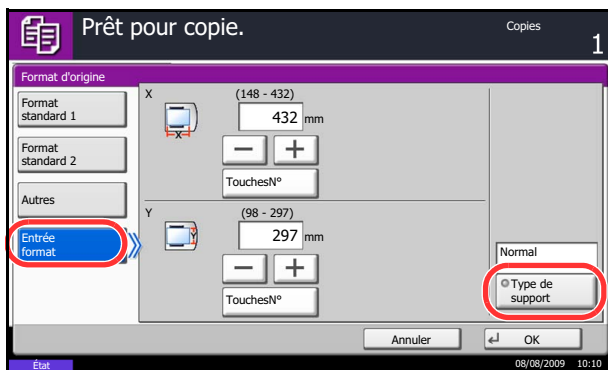 Prêt pour copie.
Copies
1
Format d'origine
Format
standard 1
Format
standard 2
Autres
Entrée
format
X
(148 - 432)
432 mm
X
TouchesN°
Y
(98 - 297)
297 mm
Y
TouchesN°
Normal
Type de
support
Annuler
OK
État
08/08/2009 10:10